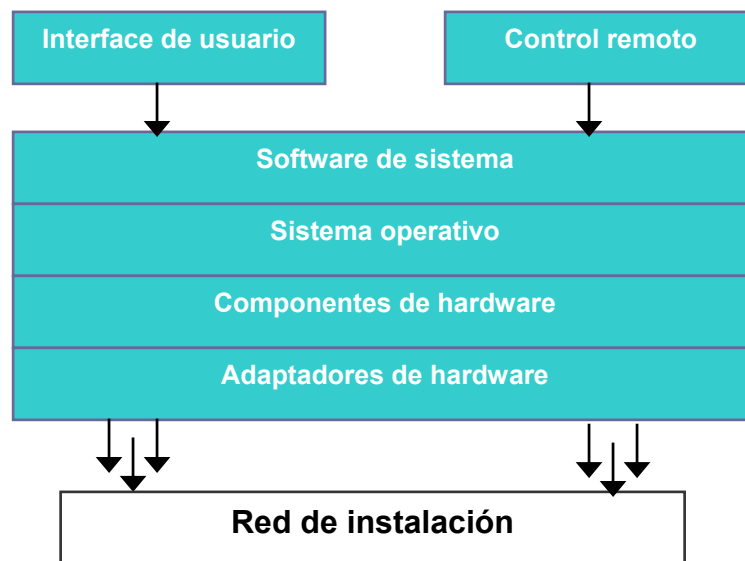 Interface de usuario
Control remoto
Software de sistema
Sistema operativo
Componentes de hardware
Adaptadores de hardware
Red de instalación